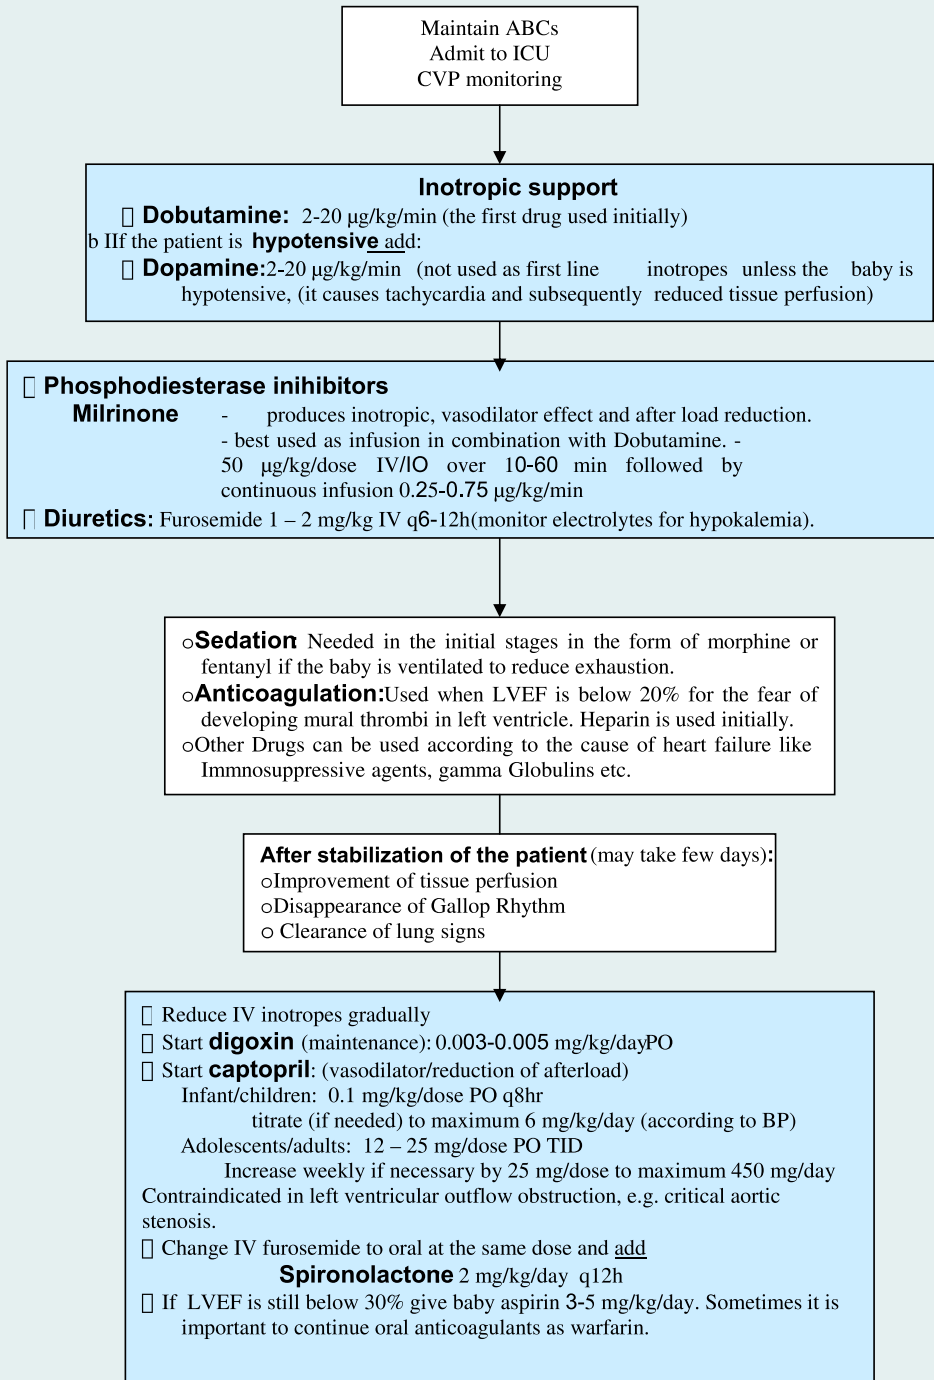 Maintain ABCs
Admit to ICU
CVP monitoring
Inotropic support
Dobutamine: 2-20 µg/kg/min (the first drug used initially)
b IIf the patient is hypotensive add:
Dopamine:2-20 µg/kg/min (not used as first line inotropes unless the baby is
hypotensive, (it causes tachycardia and subsequently reduced tissue perfusion)
Phosphodiesterase inihibitors
Milrinone - produces inotropic, vasodilator effect and after load reduction.
- best used as infusion in combination with Dobutamine. -
50 µg/kg/dose IV/IO over 10-60 min followed by
continuous infusion 0.25-0.75 µg/kg/min
Diuretics: Furosemide 1 – 2 mg/kg IV q6-12h(monitor electrolytes for hypokalemia).
oSedation: Needed in the initial stages in the form of morphine or
fentanyl if the baby is ventilated to reduce exhaustion.
oAnticoagulation:Used when LVEF is below 20% for the fear of
developing mural thrombi in left ventricle. Heparin is used initially.
oOther Drugs can be used according to the cause of heart failure like
Immnosuppressive agents, gamma Globulins etc.
After stabilization of the patient (may take few days):
oImprovement of tissue perfusion
oDisappearance of Gallop Rhythm
o Clearance of lung signs
Reduce IV inotropes gradually
Start digoxin (maintenance): 0.003-0.005 mg/kg/dayPO
Start captopril: (vasodilator/reduction of afterload)
Infant/children: 0.1 mg/kg/dose PO q8hr
titrate (if needed) to maximum 6 mg/kg/day (according to BP)
Adolescents/adults: 12 – 25 mg/dose PO TID
Increase weekly if necessary by 25 mg/dose to maximum 450 mg/day
Contraindicated in left ventricular outflow obstruction, e.g. critical aortic
stenosis.
Change IV furosemide to oral at the same dose and add
Spironolactone 2 mg/kg/day q12h
If LVEF is still below 30% give baby aspirin 3-5 mg/kg/day. Sometimes it is
important to continue oral anticoagulants as warfarin.